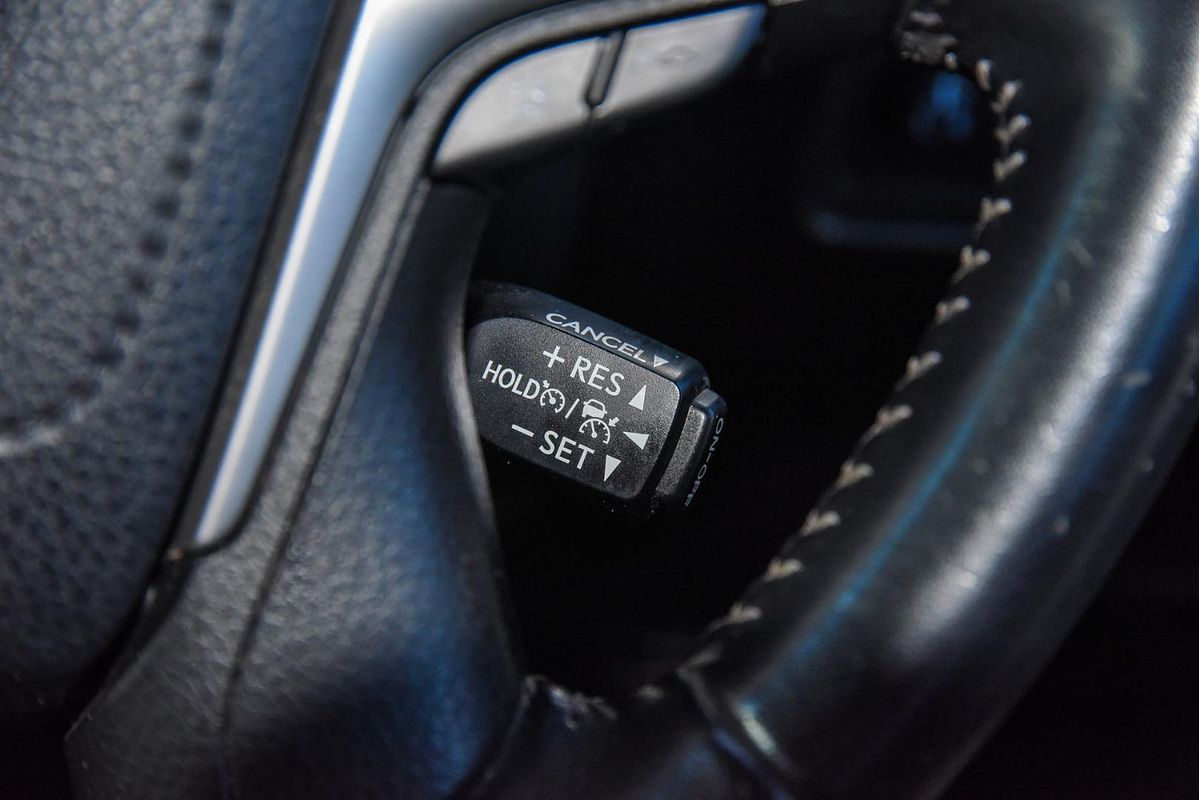 CANCEL
+ RES
HOLD /
– SET
ON-OFF